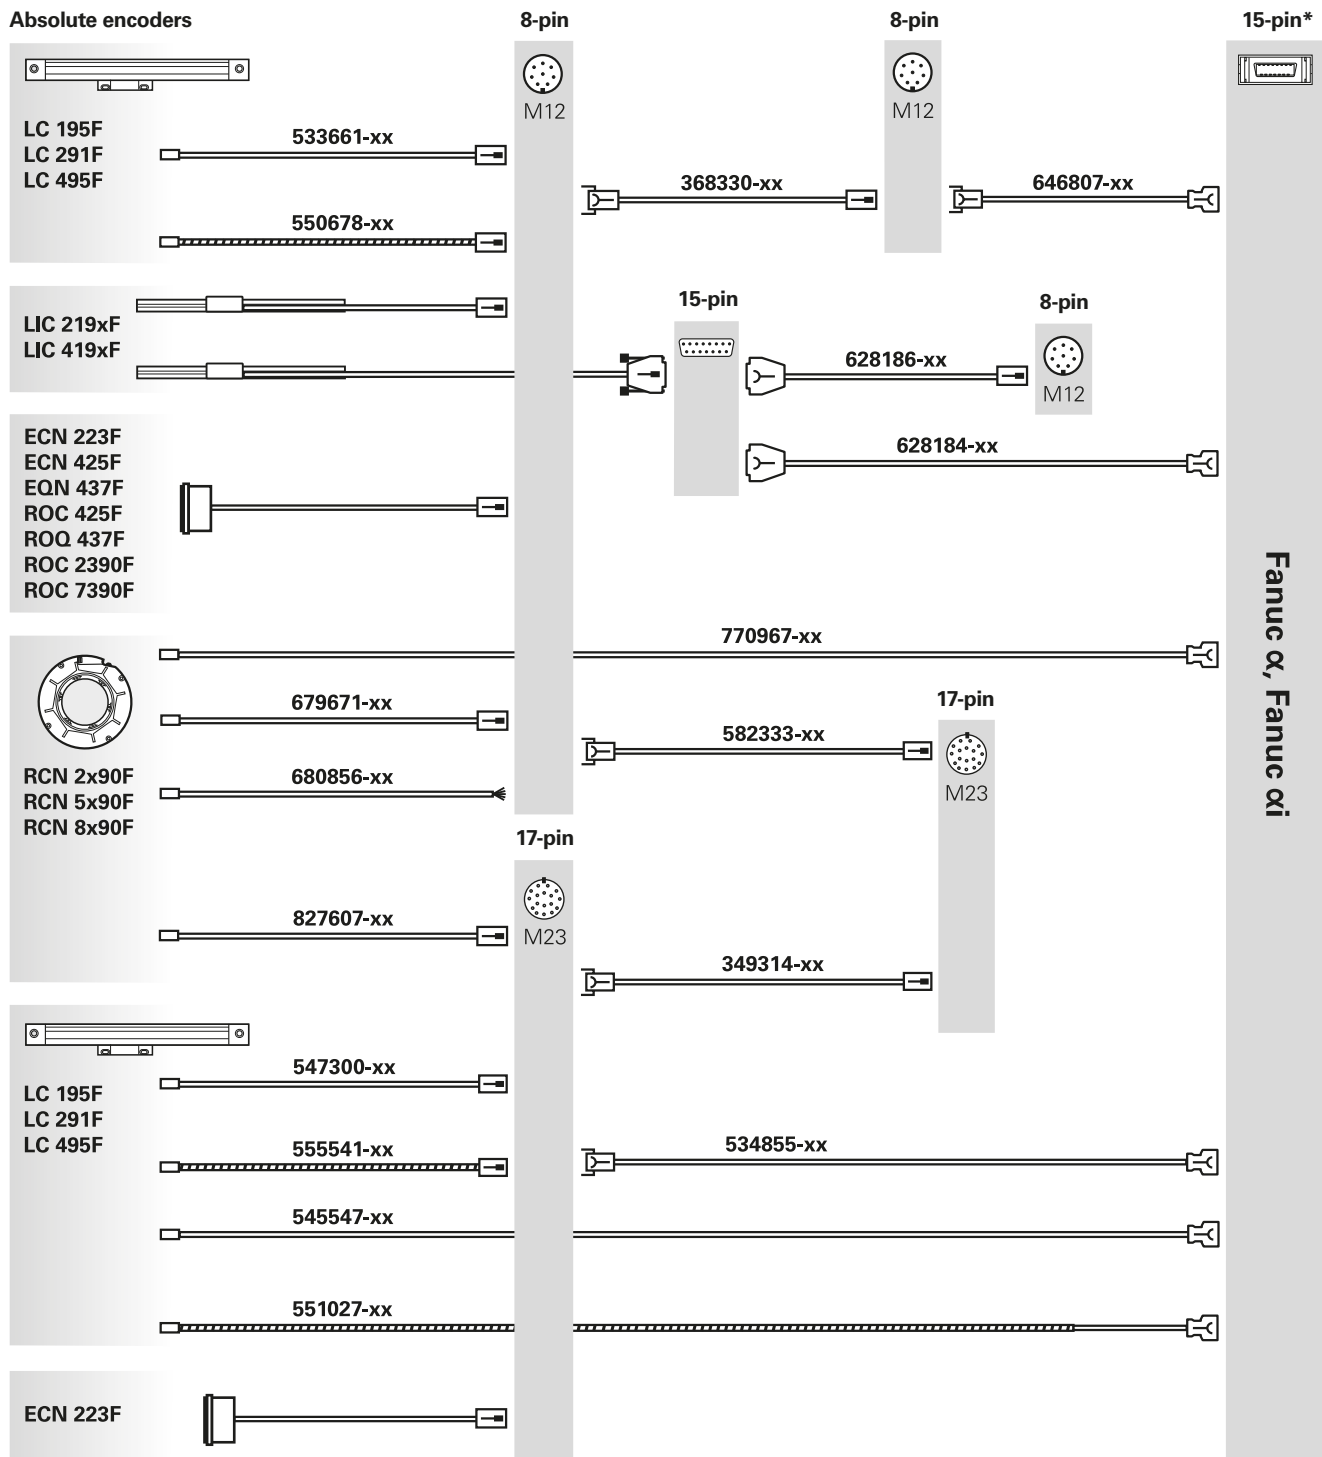 Absolute encoders
8-pin
8-pin
15-pin*
M12
M12
LC 195F
LC 291F
LC 495F
533661-xx
368330-xx
646807-xx
550678-xx
LIC 219xF
LIC 419xF
15-pin
8-pin
628186-xx
M12
628184-xx
ECN 223F
ECN 425F
EQN 437F
ROC 425F
ROQ 437F
ROC 2390F
ROC 7390F
Fanuc α, Fanuc αi
770967-xx
679671-xx
582333-xx
17-pin
M23
RCN 2x90F
RCN 5x90F
RCN 8x90F
680856-xx
17-pin
M23
827607-xx
349314-xx
LC 195F
LC 291F
LC 495F
547300-xx
555541-xx
534855-xx
545547-xx
551027-xx
ECN 223F